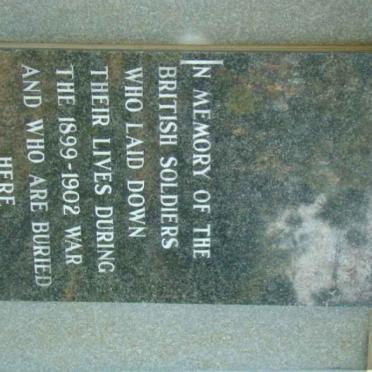 IN MEMORY OF THE
BRITISH SOLDIERS
WHO LAID DOWN
THEIR LIVES DURING
THE 1899-1902 WAR
AND WHO ARE BURIED
HERE